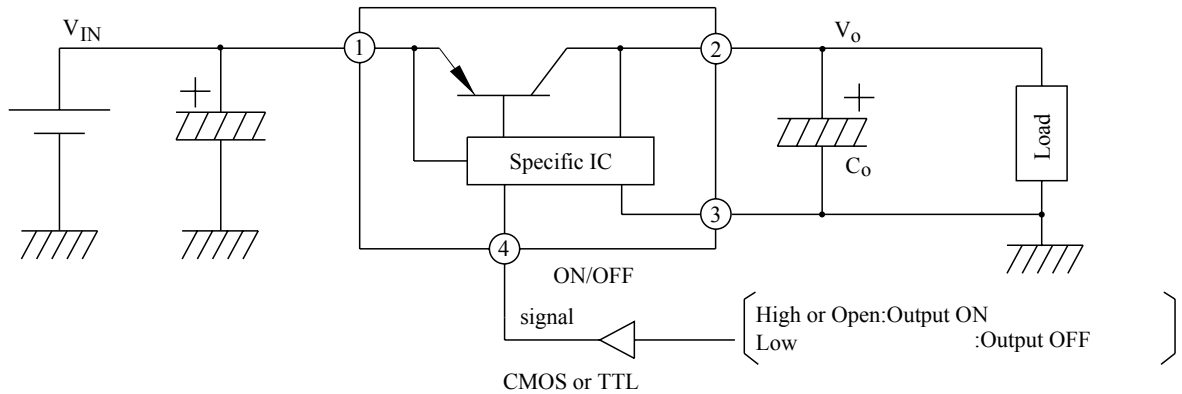 V_IN
1
2
V_o
+
+
Specific IC
C_o
Load
3
4
ON/OFF
signal
High or Open:Output ON
Low :Output OFF
CMOS or TTL